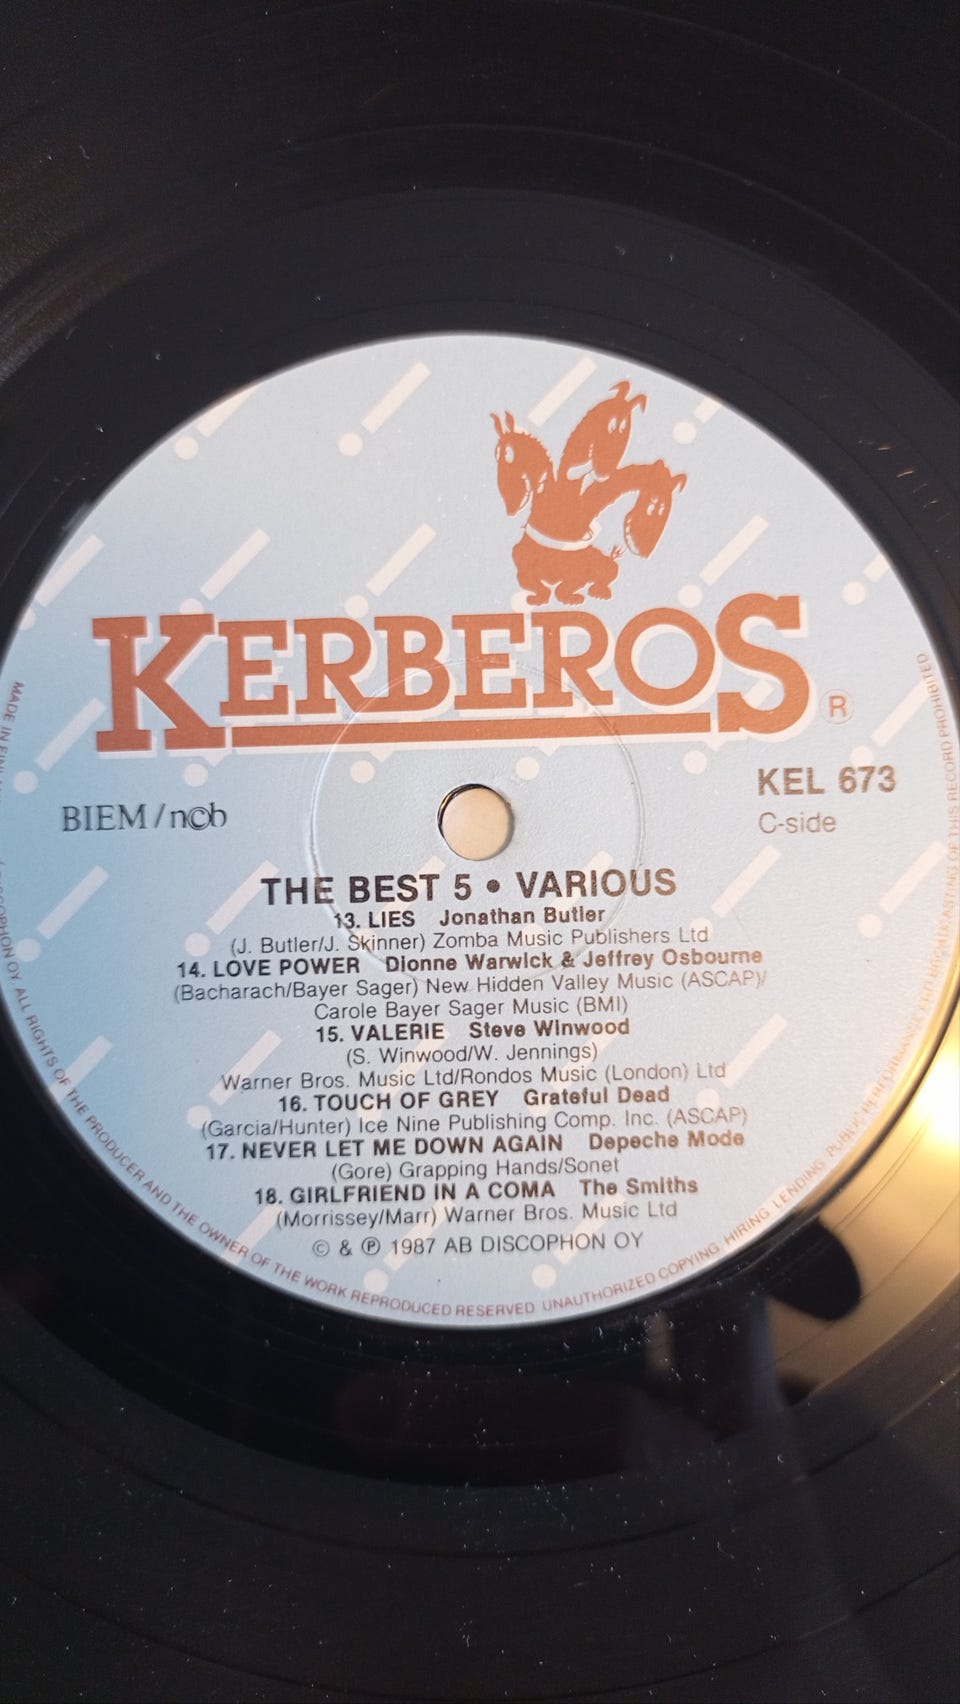 KERBEROS ®
BIEM/n©b
KEL 673
C-side
THE BEST 5 • VARIOUS
13. LIES Jonathan Butler
(J. Butler/J. Skinner) Zomba Music Publishers Ltd
14. LOVE POWER Dionne Warwick & Jeffrey Osbourne
(Bacharach/Bayer Sager) New Hidden Valley Music (ASCAP)/
Carole Bayer Sager Music (BMI)
15. VALERIE Steve Winwood
(S. Winwood/W. Jennings)
Warner Bros. Music Ltd/Rondos Music (London) Ltd
16. TOUCH OF GREY Grateful Dead
(Garcia/Hunter) Ice Nine Publishing Comp. Inc. (ASCAP)
17. NEVER LET ME DOWN AGAIN Depeche Mode
(Gore) Grapping Hands/Sonet
18. GIRLFRIEND IN A COMA The Smiths
(Morrissey/Marr) Warner Bros. Music Ltd
© & ℗ 1987 AB DISCOPHON OY
MADE IN DISCOPHON OY. ALL RIGHTS OF THE PRODUCER AND THE OWNER OF THE WORK REPRODUCED RESERVED. UNAUTHORIZED COPYING HIRING LENDING PUBLIC PERFORMANCE BROADCASTING OF THIS RECORD PROHIBITED